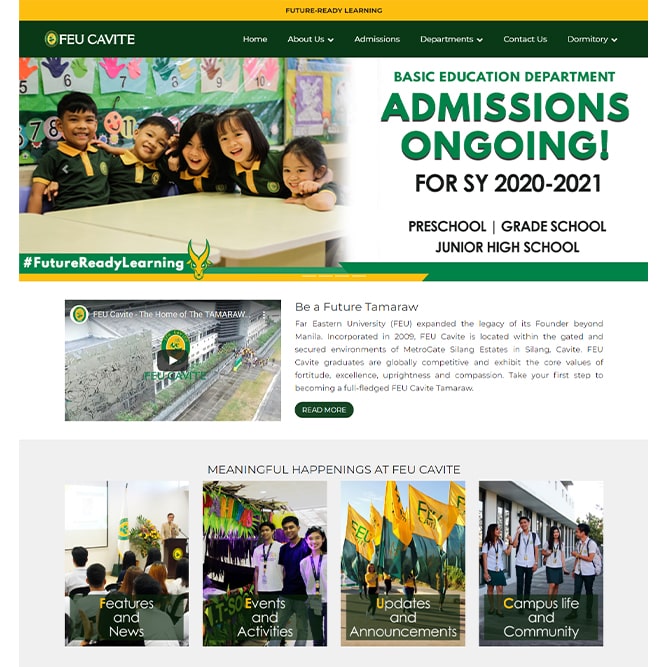 FUTURE-READY LEARNING
FEU CAVITE
Home About Us Admissions Departments Contact Us Dormitory
5 6 7 8
BASIC EDUCATION DEPARTMENT
ADMISSIONS
ONGOING!
FOR SY 2020-2021
PRESCHOOL | GRADE SCHOOL
JUNIOR HIGH SCHOOL
#FutureReadyLearning
FEU Cavite - The Home of The TAMARAW...
FEU CAVITE
Be a Future Tamaraw
Far Eastern University (FEU) expanded the legacy of its Founder beyond
Manila. Incorporated in 2009, FEU Cavite is located within the gated and
secured environments of MetroGate Silang Estates in Silang, Cavite. FEU
Cavite graduates are globally competitive and exhibit the core values of
fortitude, excellence, uprightness and compassion. Take your first step to
becoming a full-fledged FEU Cavite Tamaraw.
READ MORE
MEANINGFUL HAPPENINGS AT FEU CAVITE
Features
and
News
Events
and
Activities
FEU
CAVITE
Updates
and
Announcements
Campus life
and
Community